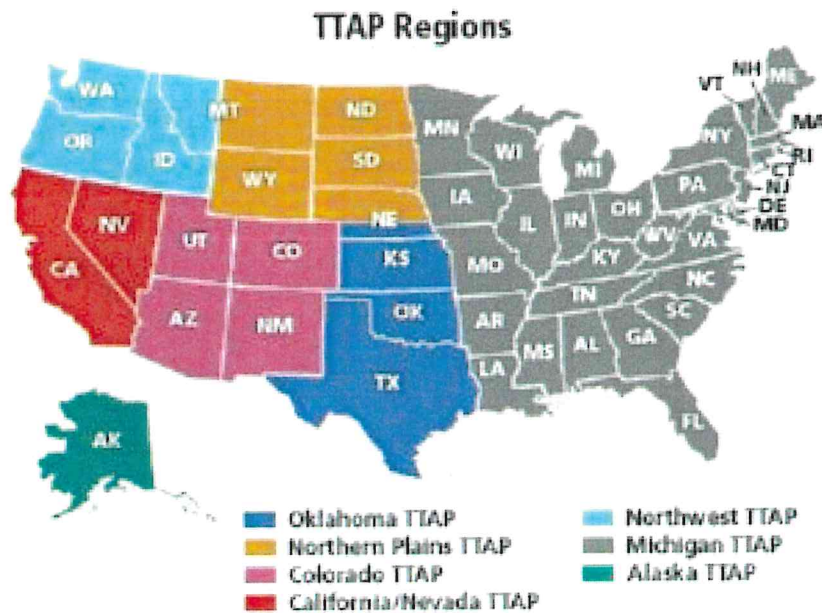 TTAP Regions
NH
VT
ME
WA
MT
ND
MN
MA
OR
ID
SD
WI
NY
RI
WY
MI
CT
IA
PA
NJ
NE
OH
DE
NV
IL
IN
MD
UT
CO
KS
WV
VA
CA
MO
KY
NC
AZ
NM
OK
TN
AR
SC
TX
MS
AL
GA
LA
AK
FL
Oklahoma TTAP
Northwest TTAP
Northern Plains TTAP
Michigan TTAP
Colorado TTAP
Alaska TTAP
California/Nevada TTAP